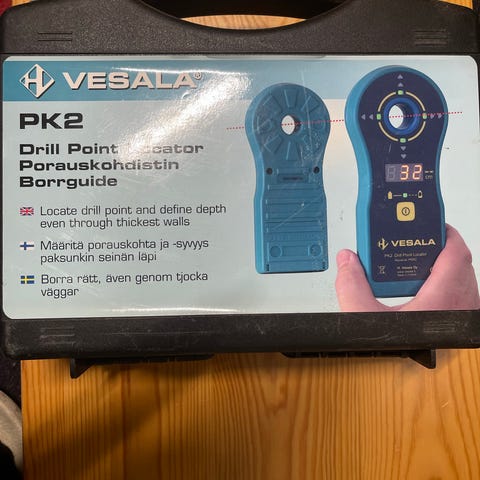 VESALA®
PK2
Drill Point Locator
Porauskohdistin
Borrguide
Locate drill point and define depth
even through thickest walls
Määritä porauskohta ja -syvyys
paksunkin seinän läpi
Borra rätt, även genom tjocka
väggar
32
cm
VESALA
PK2 Drill Point Locator